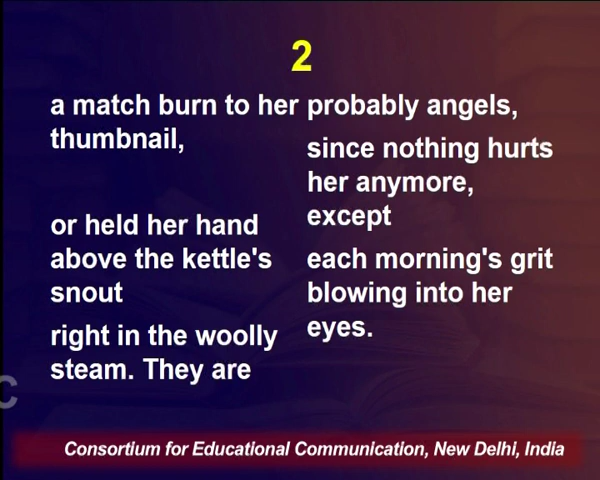 2
a match burn to her
thumbnail,
or held her hand
above the kettle's
snout
right in the woolly
steam. They are
probably angels,
since nothing hurts
her anymore,
except
each morning's grit
blowing into her
eyes.
C
Consortium for Educational Communication, New Delhi, India